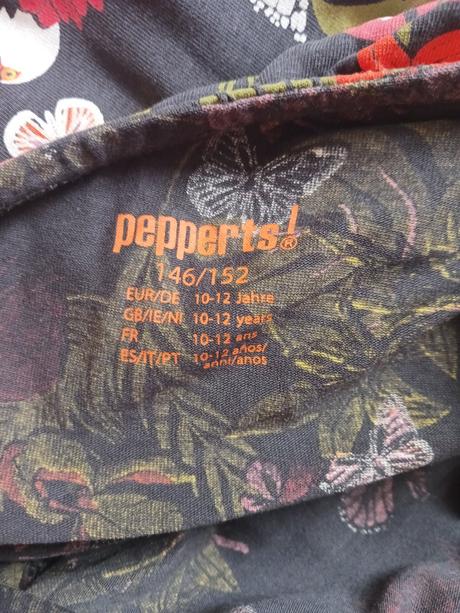 pepperts!®
146/152
EUR/DE 10-12 Jahre
GB/IE/NI 10-12 years
FR 10-12 ans
ES/IT/PT 10-12 años/
anni/anos